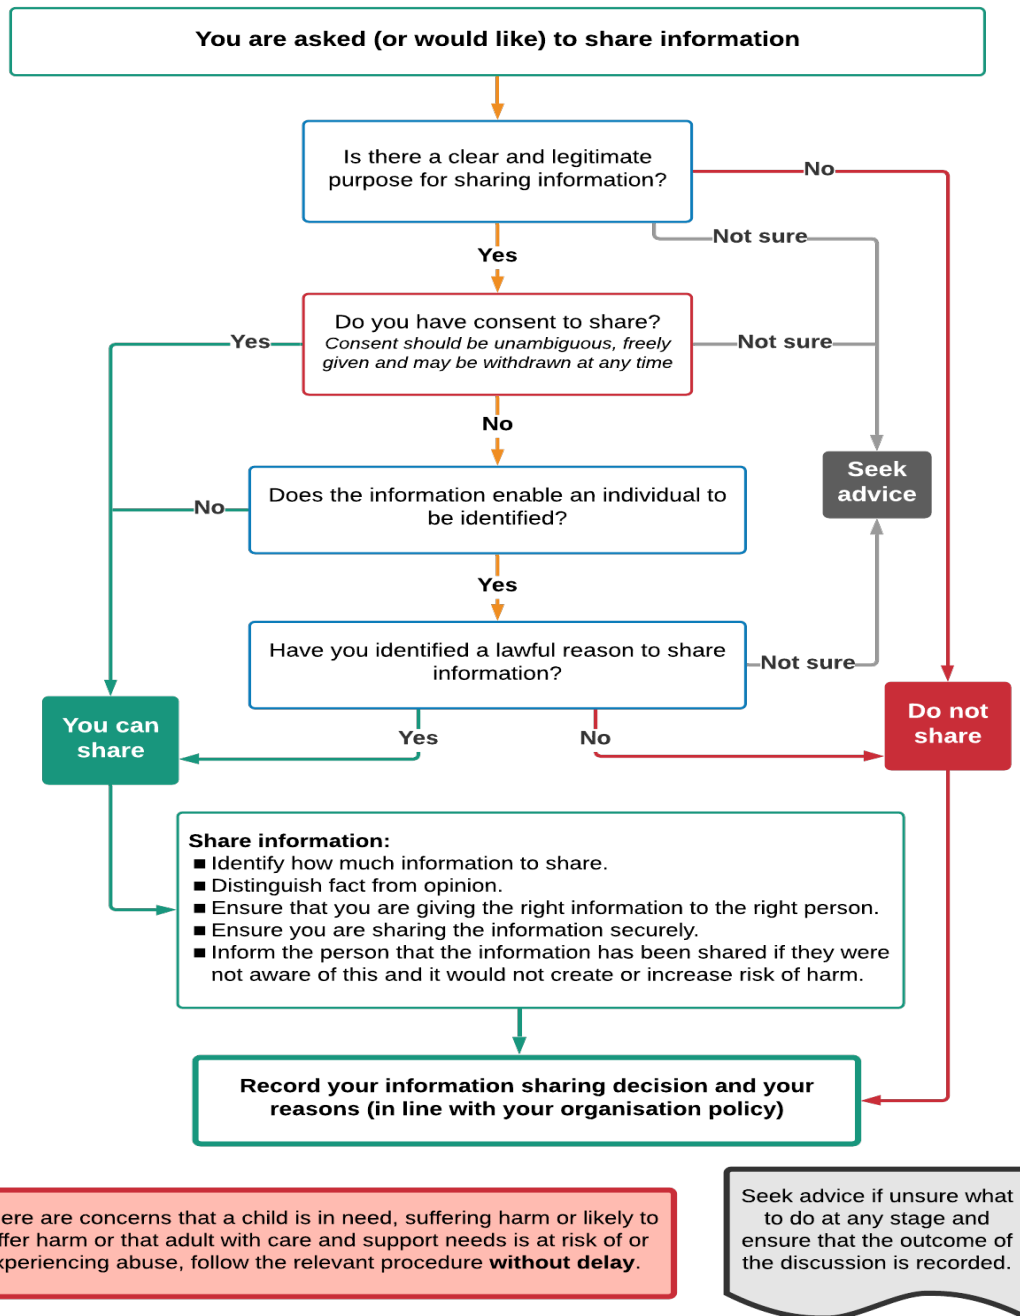 You are asked (or would like) to share information
Is there a clear and legitimate
purpose for sharing information?
No
Not sure
Yes
Do you have consent to share?
Consent should be unambiguous, freely
given and may be withdrawn at any time
Yes
Not sure
No
Seek
advice
Does the information enable an individual to
be identified?
No
Yes
Have you identified a lawful reason to share
information?
Not sure
You can
share
Yes
No
Do not
share
Share information:
■ Identify how much information to share.
■ Distinguish fact from opinion.
■ Ensure that you are giving the right information to the right person.
■ Ensure you are sharing the information securely.
■ Inform the person that the information has been shared if they were
not aware of this and it would not create or increase risk of harm.
Record your information sharing decision and your
reasons (in line with your organisation policy)
ere are concerns that a child is in need, suffering harm or likely to
ffer harm or that adult with care and support needs is at risk of or
xperiencing abuse, follow the relevant procedure without delay.
Seek advice if unsure what
to do at any stage and
ensure that the outcome of
the discussion is recorded.